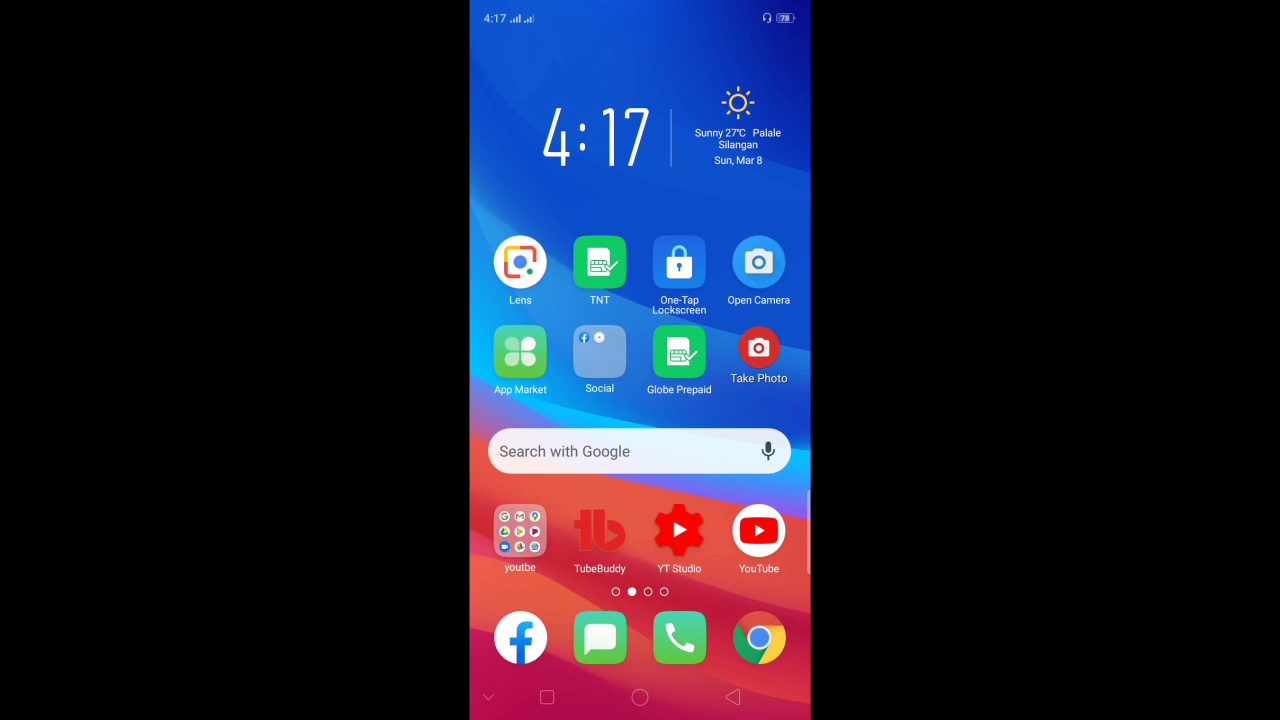 4:17
78
4:17
Sunny 27℃ Palale
Silangan
Sun, Mar 8
Lens
TNT
One-Tap
Lockscreen
Open Camera
App Market
Social
Globe Prepaid
Take Photo
Search with Google
youtbe
TubeBuddy
YT Studio
YouTube